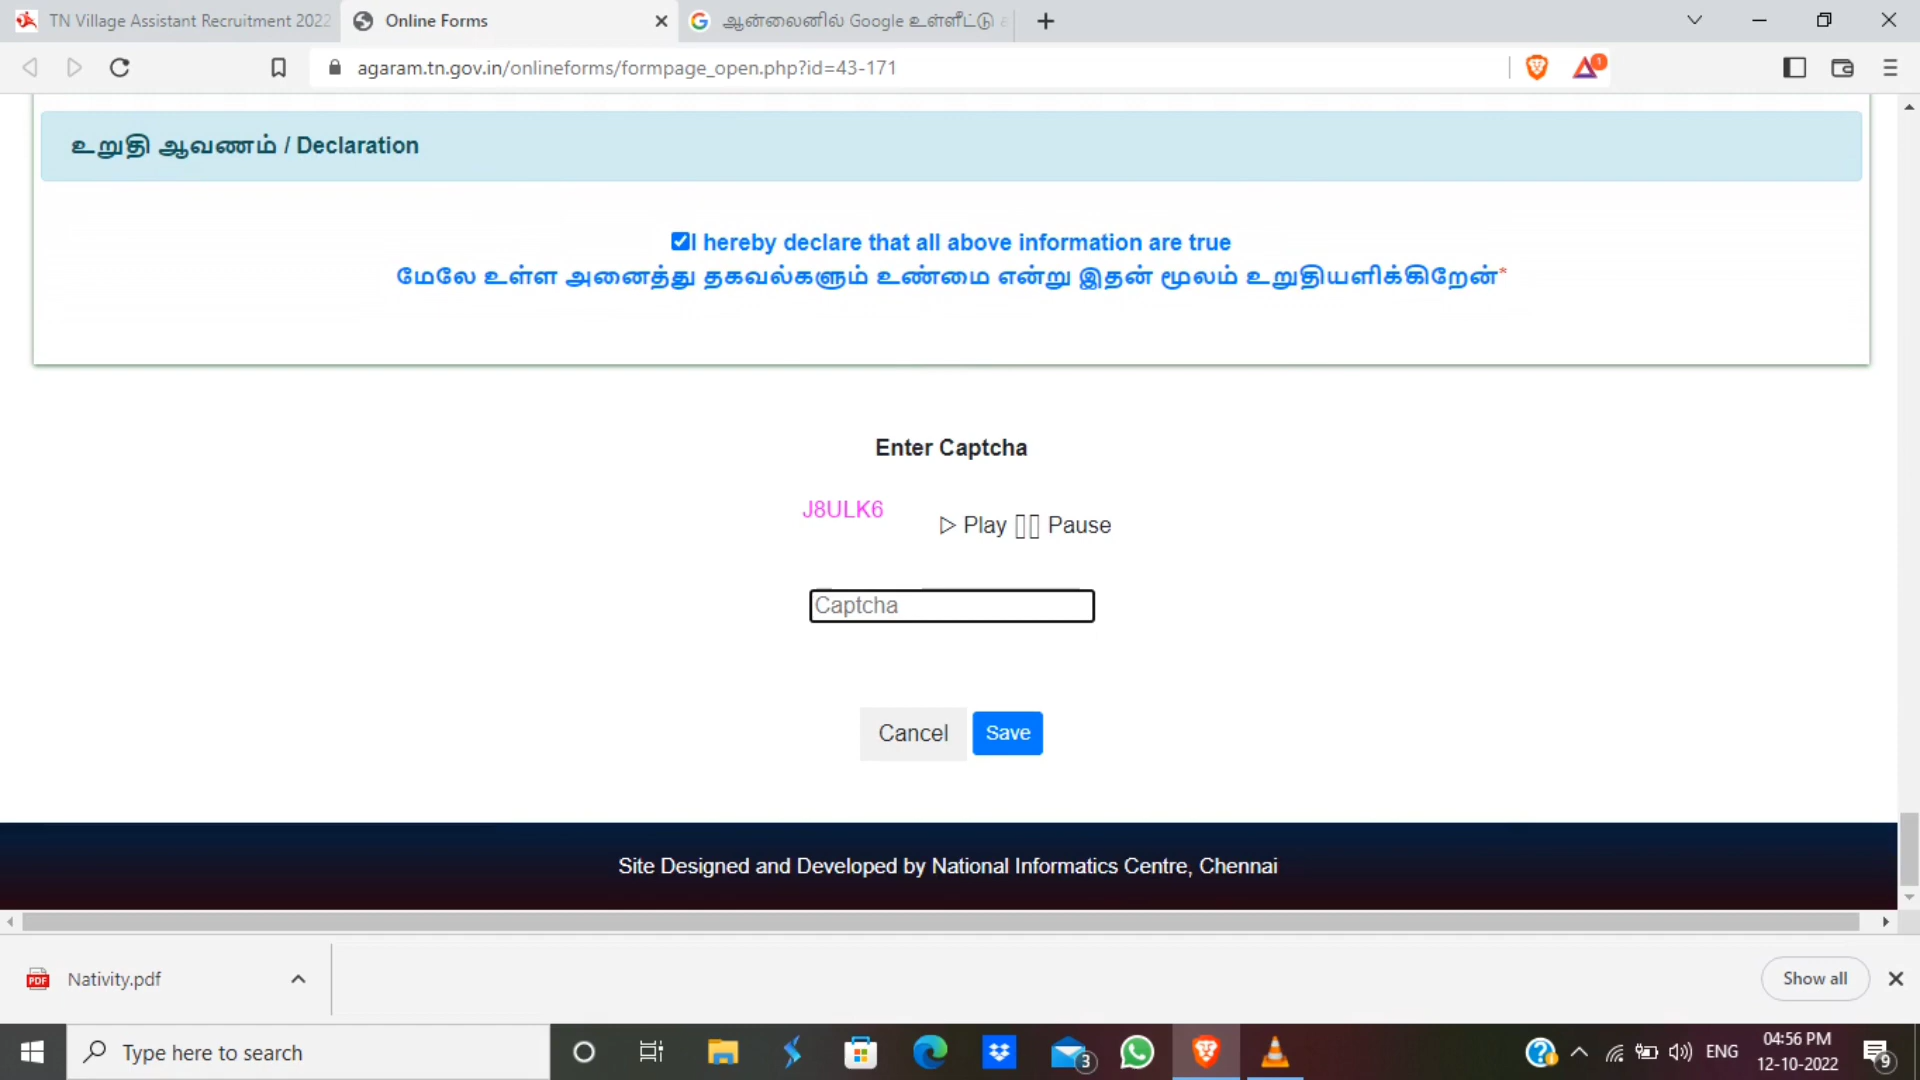 TN Village Assistant Recruitment 2022
Online Forms
ஆன்லைனில் Google உள்ளீட்டு
agaram.tn.gov.in/onlineforms/formpage_open.php?id=43-171
உறுதி ஆவணம் / Declaration
I hereby declare that all above information are true
மேலே உள்ள அனைத்து தகவல்களும் உண்மை என்று இதன் மூலம் உறுதியளிக்கிறேன்*
Enter Captcha
J8ULK6
Play Pause
Captcha
Cancel Save
Site Designed and Developed by National Informatics Centre, Chennai
Nativity.pdf
Show all
Type here to search
3
ENG
04:56 PM
12-10-2022
9